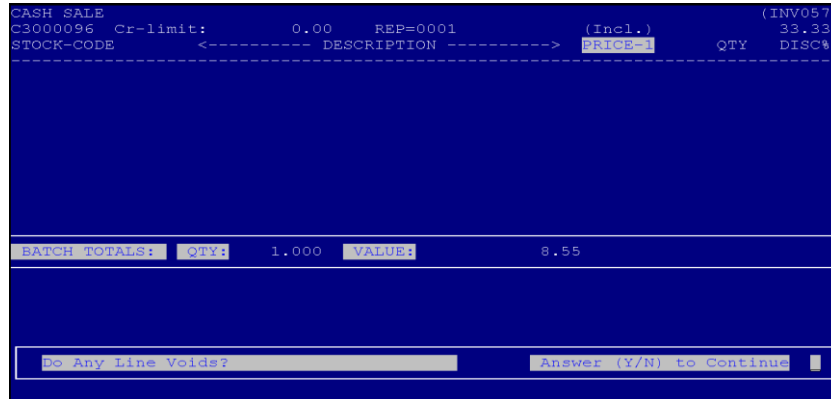 CASH SALE (INV057
C3000096 Cr-limit: 0.00 REP=0001 (Incl.) 33.33
STOCK-CODE <---------- DESCRIPTION ----------> PRICE-1 QTY DISC%
--------------------------------------------------------------------------------
BATCH TOTALS: QTY: 1.000 VALUE: 8.55
Do Any Line Voids? Answer (Y/N) to Continue _